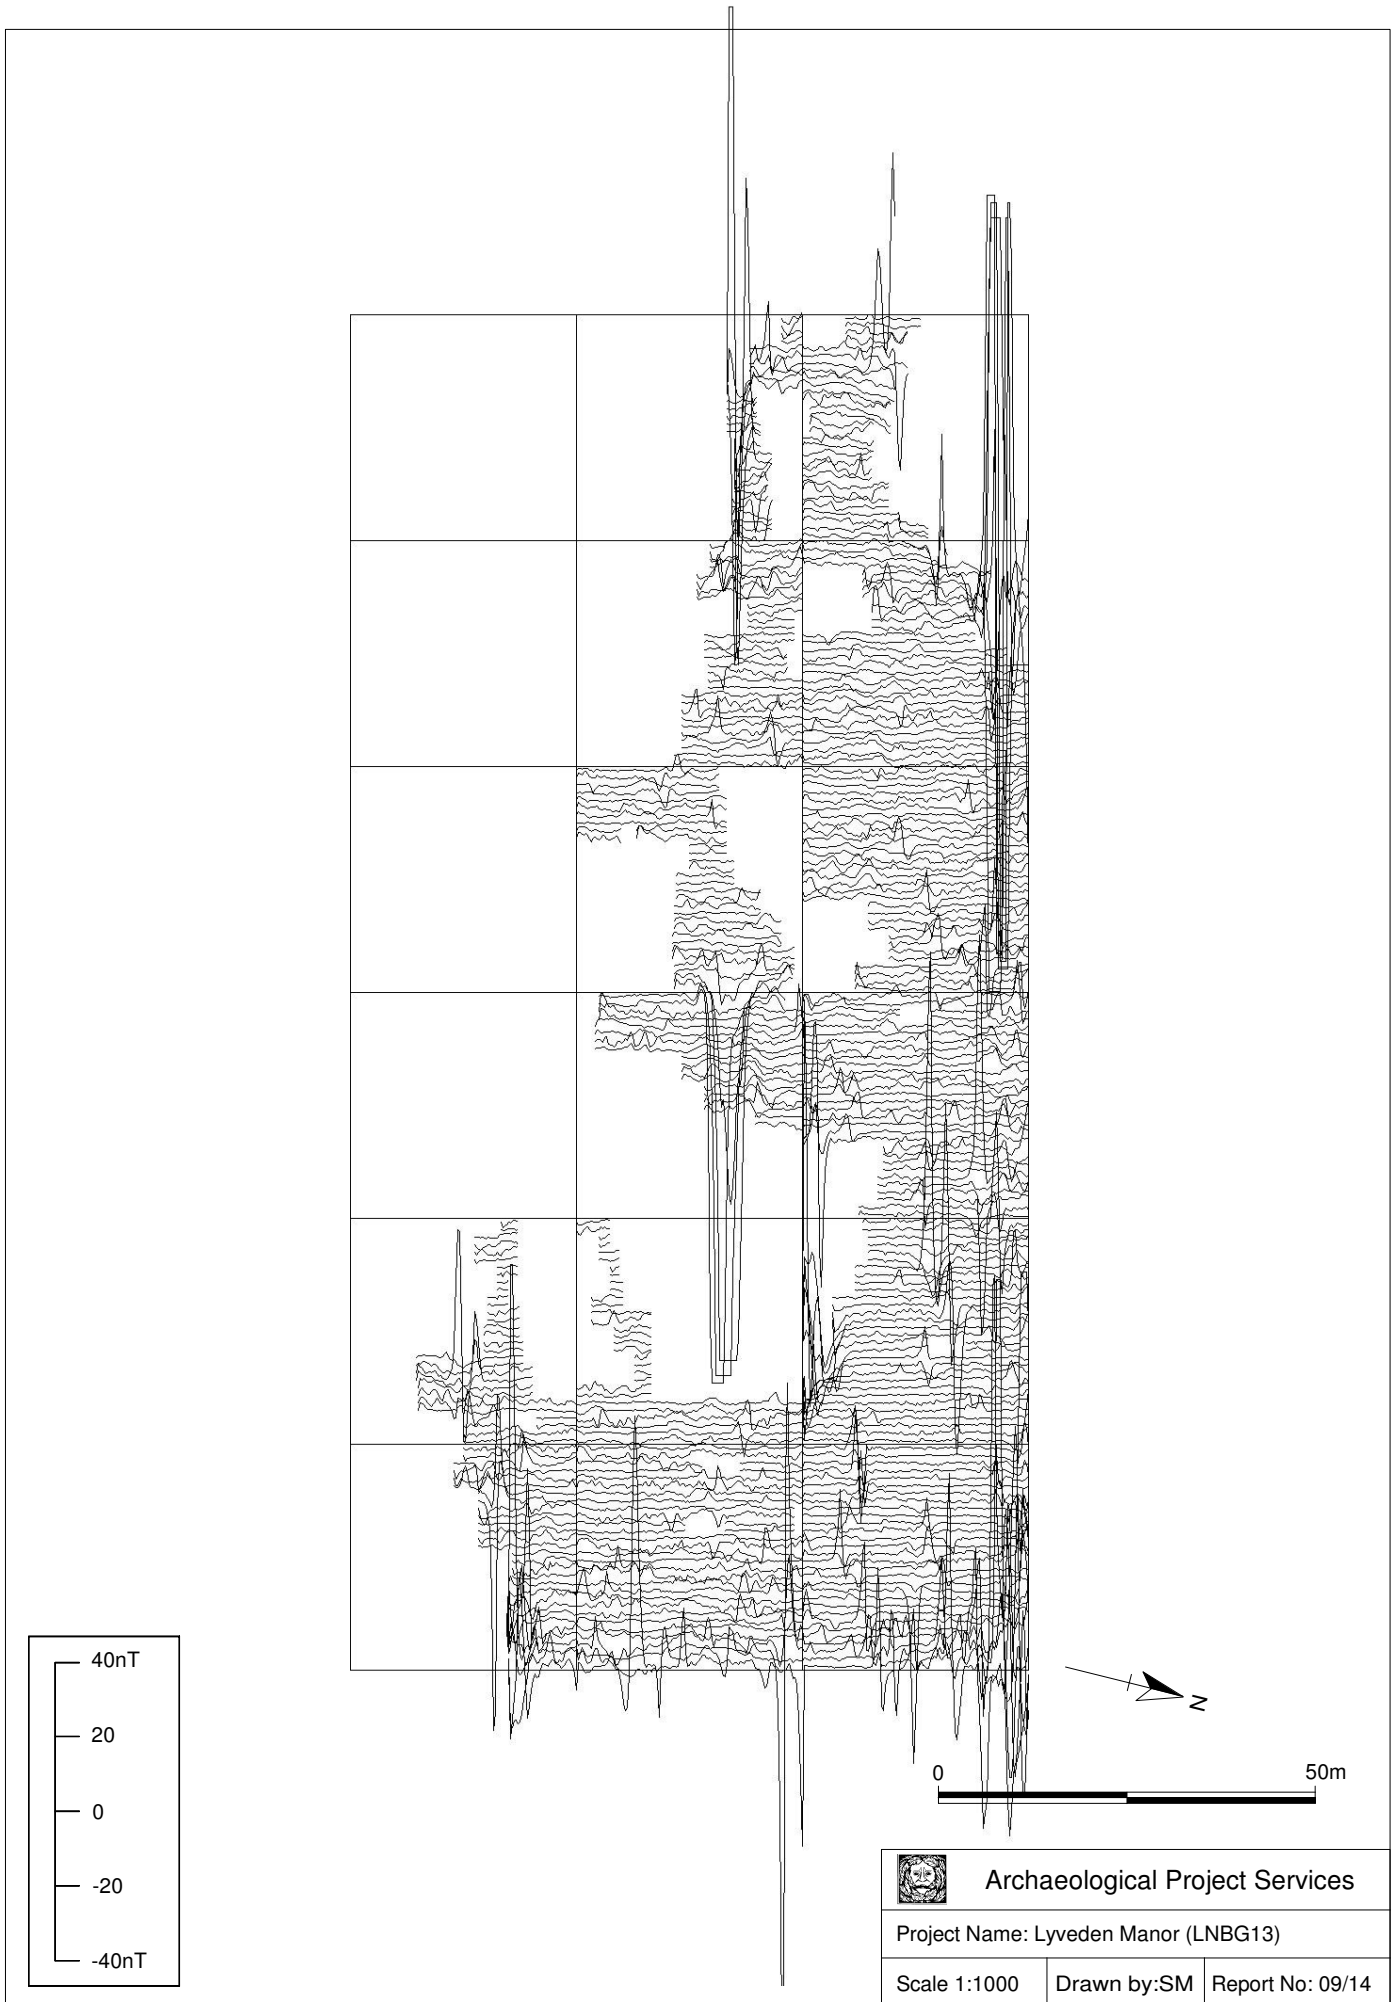 40nT
20
0
-20
-40nT
N
0 50m
Archaeological Project Services
Project Name: Lyveden Manor (LNBG13)
Scale 1:1000 Drawn by:SM Report No: 09/14